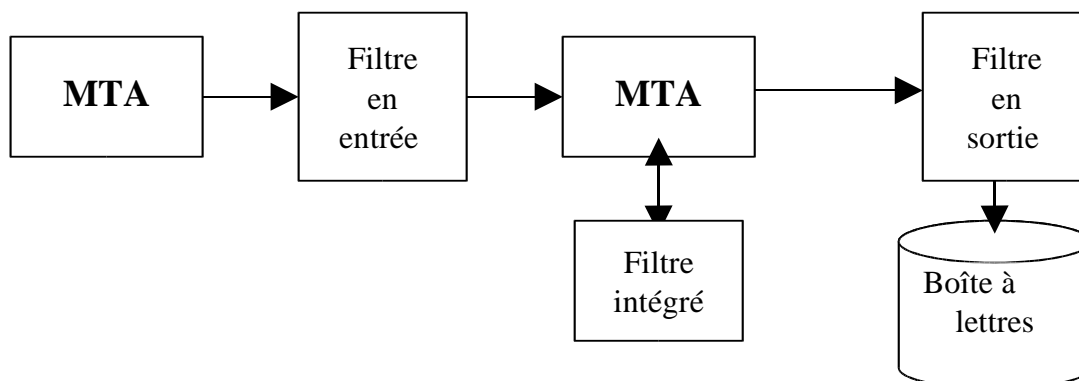 MTA
Filtre
en
entrée
MTA
Filtre
en
sortie
Filtre
intégré
Boîte à
lettres